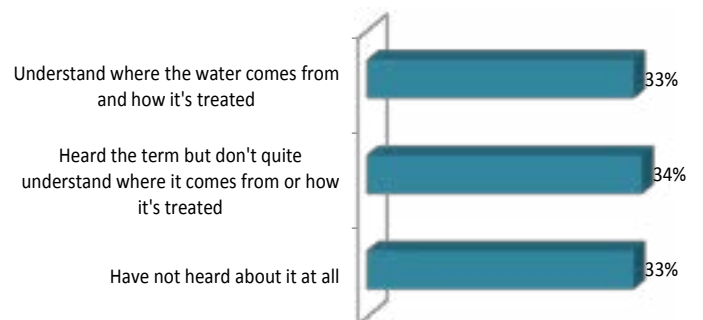 Understand where the water comes from
and how it's treated
33%
Heard the term but don't quite
understand where it comes from or how
it's treated
34%
Have not heard about it at all
33%